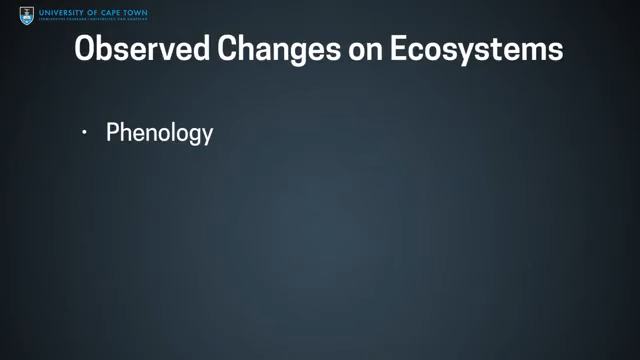 UNIVERSITY OF CAPE TOWN
Observed Changes on Ecosystems
• Phenology